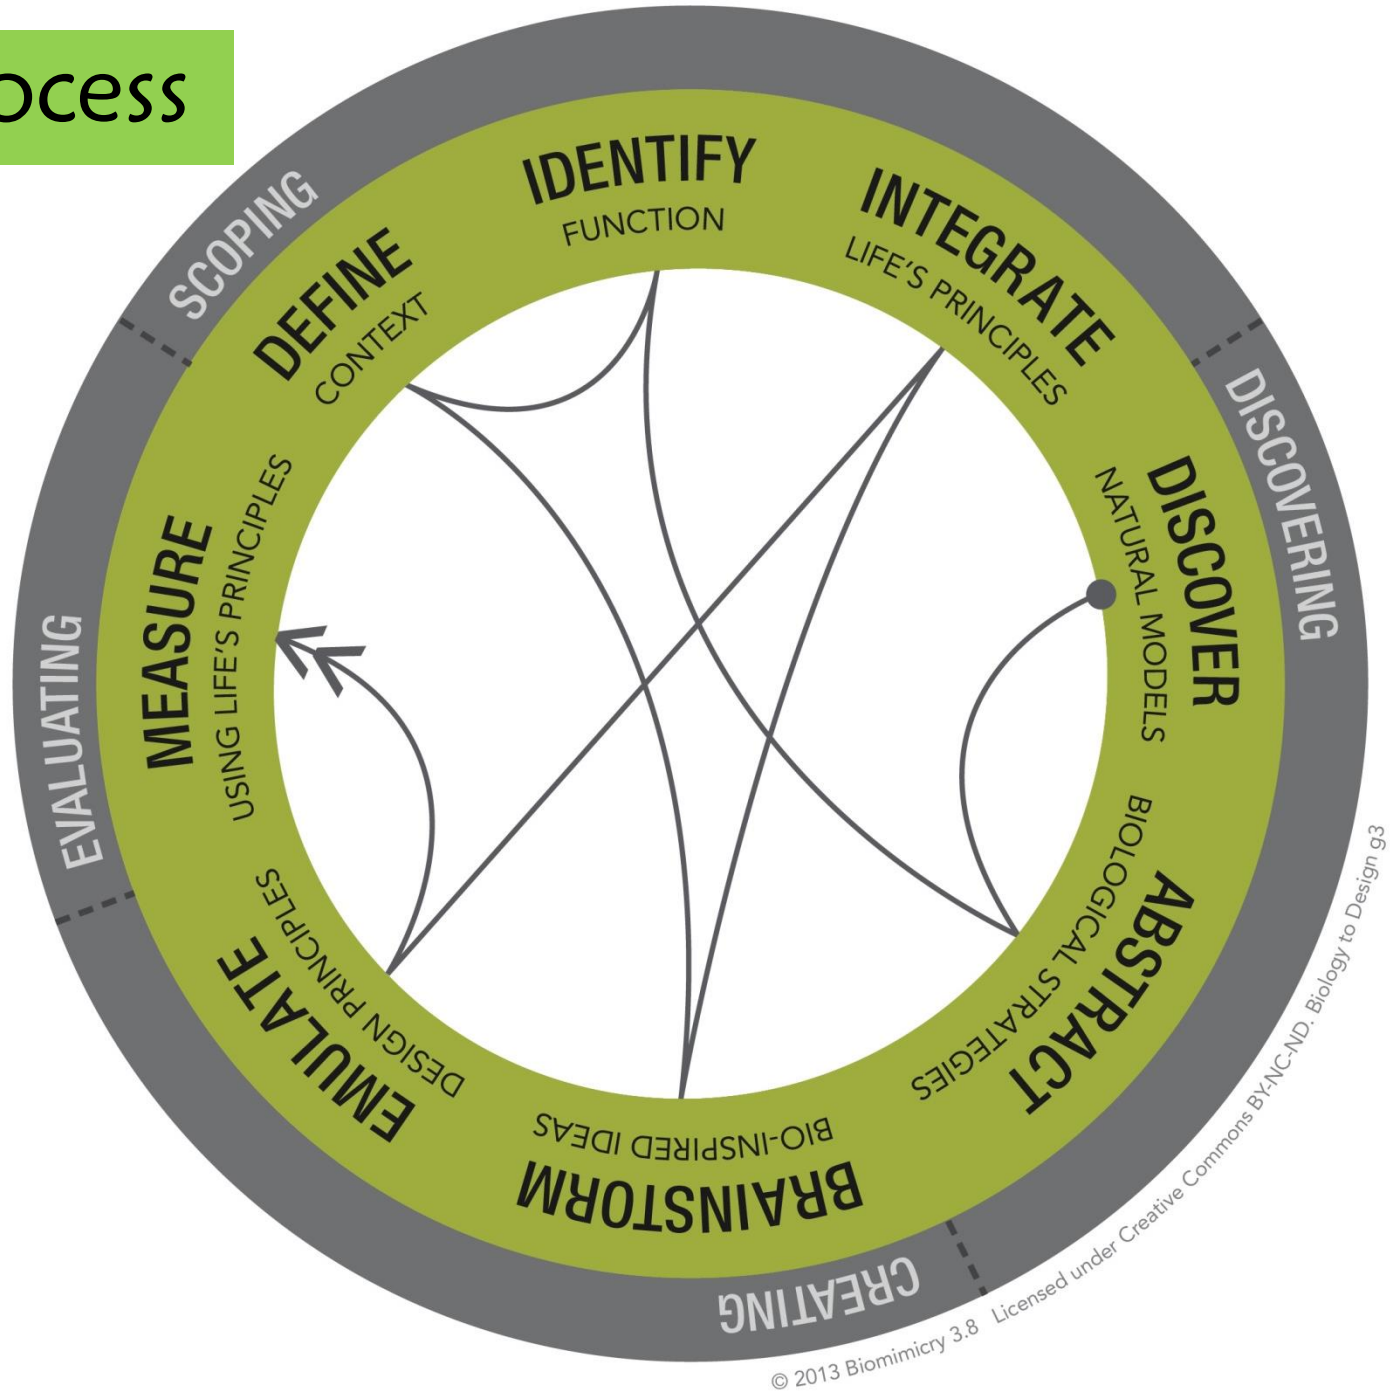 ocess
SCOPING
DEFINE
CONTEXT
IDENTIFY
FUNCTION
INTEGRATE
LIFE'S PRINCIPLES
DISCOVERING
DISCOVER
NATURAL MODELS
ABSTRACT
BIOLOGICAL STRATEGIES
CREATING
BRAINSTORM
BIO-INSPIRED IDEAS
EMULATE
DESIGN PRINCIPLES
EVALUATING
MEASURE
USING LIFE'S PRINCIPLES
© 2013 Biomimicry 3.8 Licensed under Creative Commons BY-NC-ND. Biology to Design g3